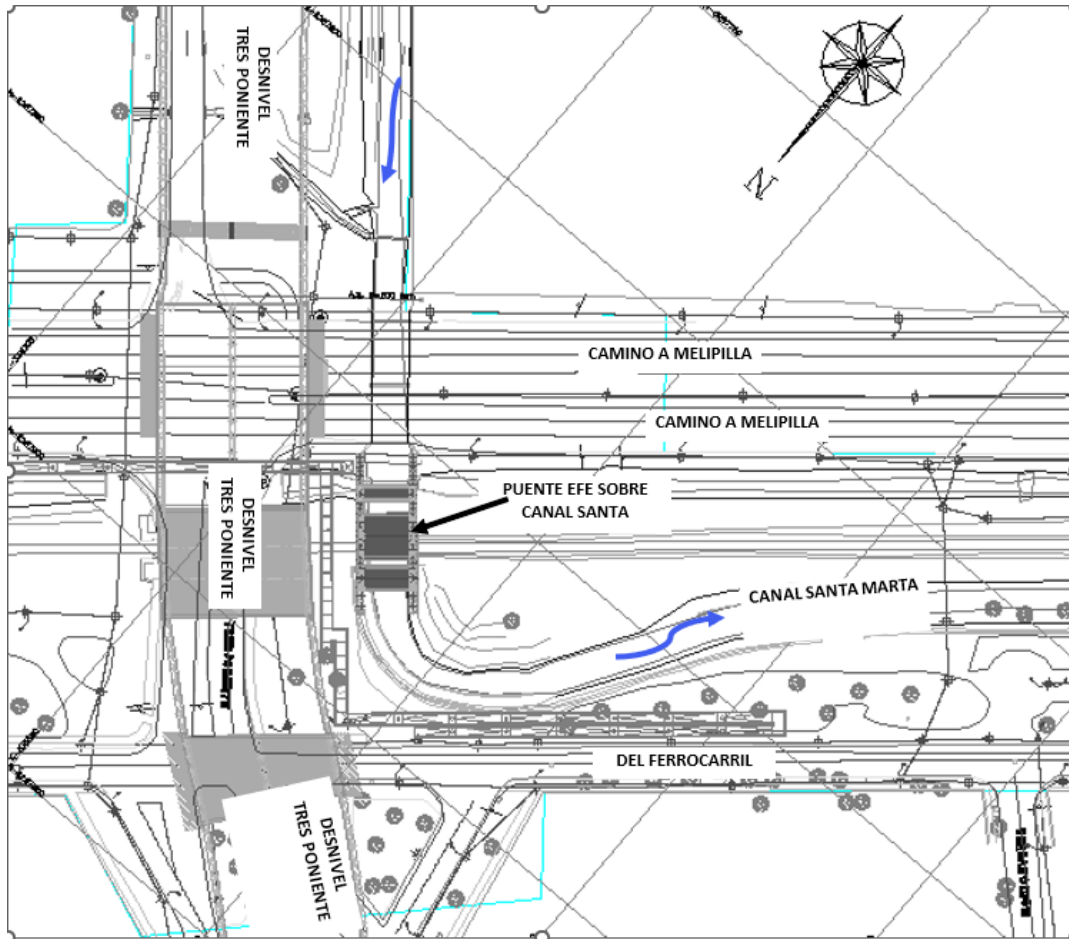 DESNIVEL
TRES PONIENTE
N
CAMINO A MELIPILLA
CAMINO A MELIPILLA
PUENTE EFE SOBRE
CANAL SANTA
DESNIVEL
TRES PONIENTE
CANAL SANTA MARTA
DEL FERROCARRIL
DESNIVEL
TRES PONIENTE